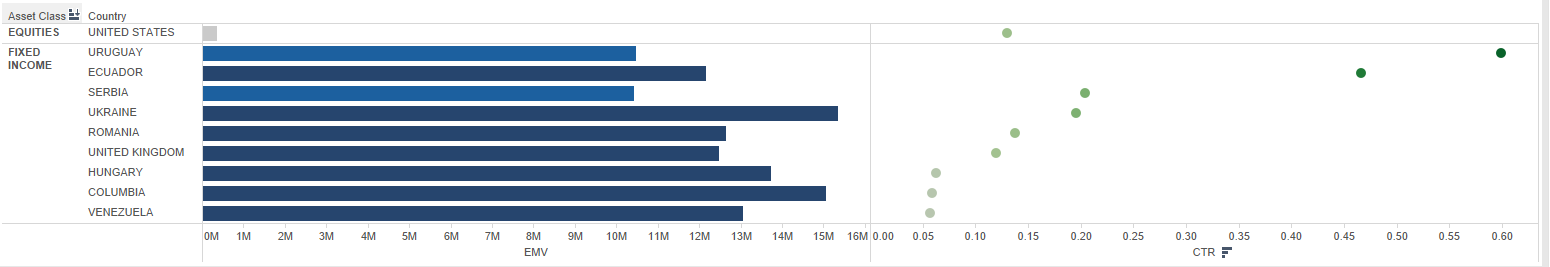 Asset Class Country
EQUITIES UNITED STATES
FIXED URUGUAY
INCOME
ECUADOR
SERBIA
UKRAINE
ROMANIA
UNITED KINGDOM
HUNGARY
COLUMBIA
VENEZUELA
0M 1M 2M 3M 4M 5M 6M 7M 8M 9M 10M 11M 12M 13M 14M 15M 16M 0.00 0.05 0.10 0.15 0.20 0.25 0.30 0.35 0.40 0.45 0.50 0.55 0.60
EMV CTR